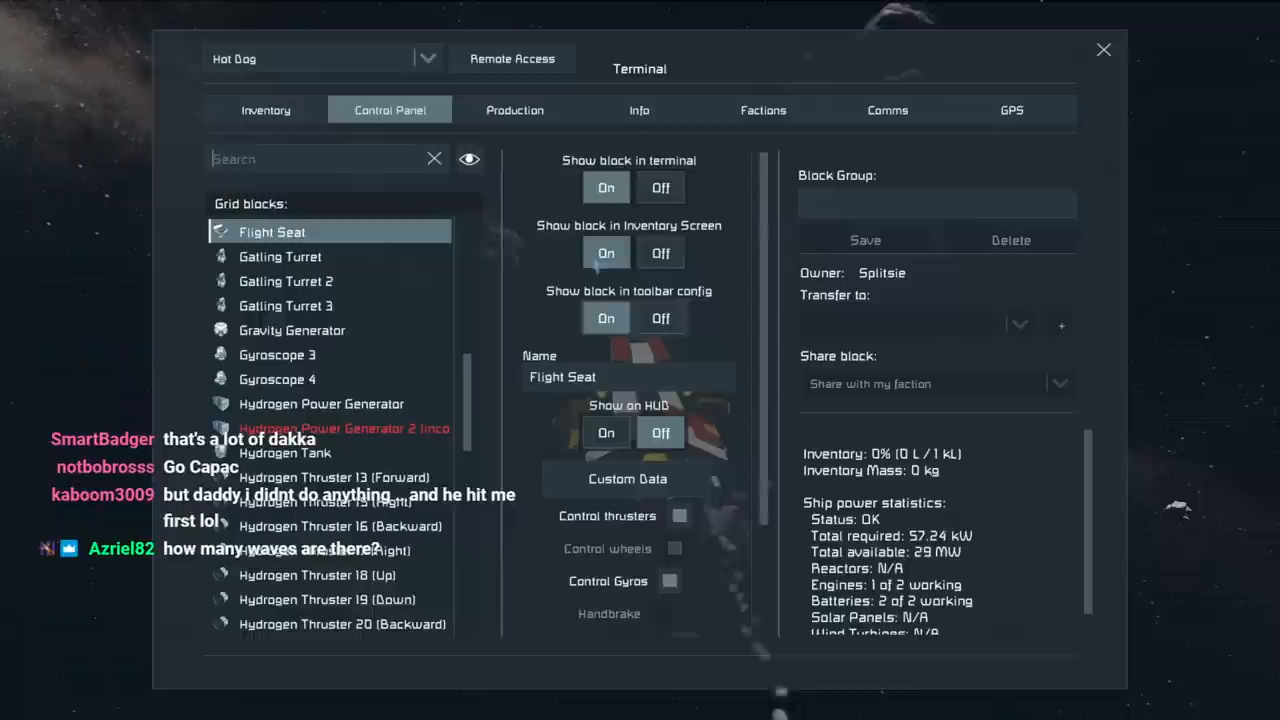 Hot Dog
Remote Access
Terminal
Inventory
Control Panel
Production
Info
Factions
Comms
GPS
Search
Grid blocks:
Flight Seat
Gatling Turret
Gatling Turret 2
Gatling Turret 3
Gravity Generator
Gyroscope 3
Gyroscope 4
Hydrogen Power Generator
Hydrogen Power Generator 2 (Inco
Hydrogen Tank
Hydrogen Thruster 13 (Forward)
Hydrogen Thruster 15 (Right)
Hydrogen Thruster 16 (Backward)
Hydrogen Thruster 18 (Up)
Hydrogen Thruster 19 (Down)
Hydrogen Thruster 20 (Backward)
SmartBadger that's a lot of dakka
notbobrosss Go Capac
kaboom3009 but daddy i didnt do anything... and he hit me
first lol
Azriel82 how many waves are there?
Show block in terminal
On Off
Show block in Inventory Screen
On Off
Show block in toolbar config
On Off
Name
Flight Seat
Show on HUD
On Off
Custom Data
Control thrusters
Control wheels
Control Gyros
Handbrake
Block Group:
Save Delete
Owner: Splitsie
Transfer to:
+
Share block:
Share with my faction
Inventory: 0% (0 L / 1 kL)
Inventory Mass: 0 kg
Ship power statistics:
Status: OK
Total required: 57.24 kW
Total available: 29 MW
Reactors: N/A
Engines: 1 of 2 working
Batteries: 2 of 2 working
Solar Panels: N/A
Wind Turbines: N/A